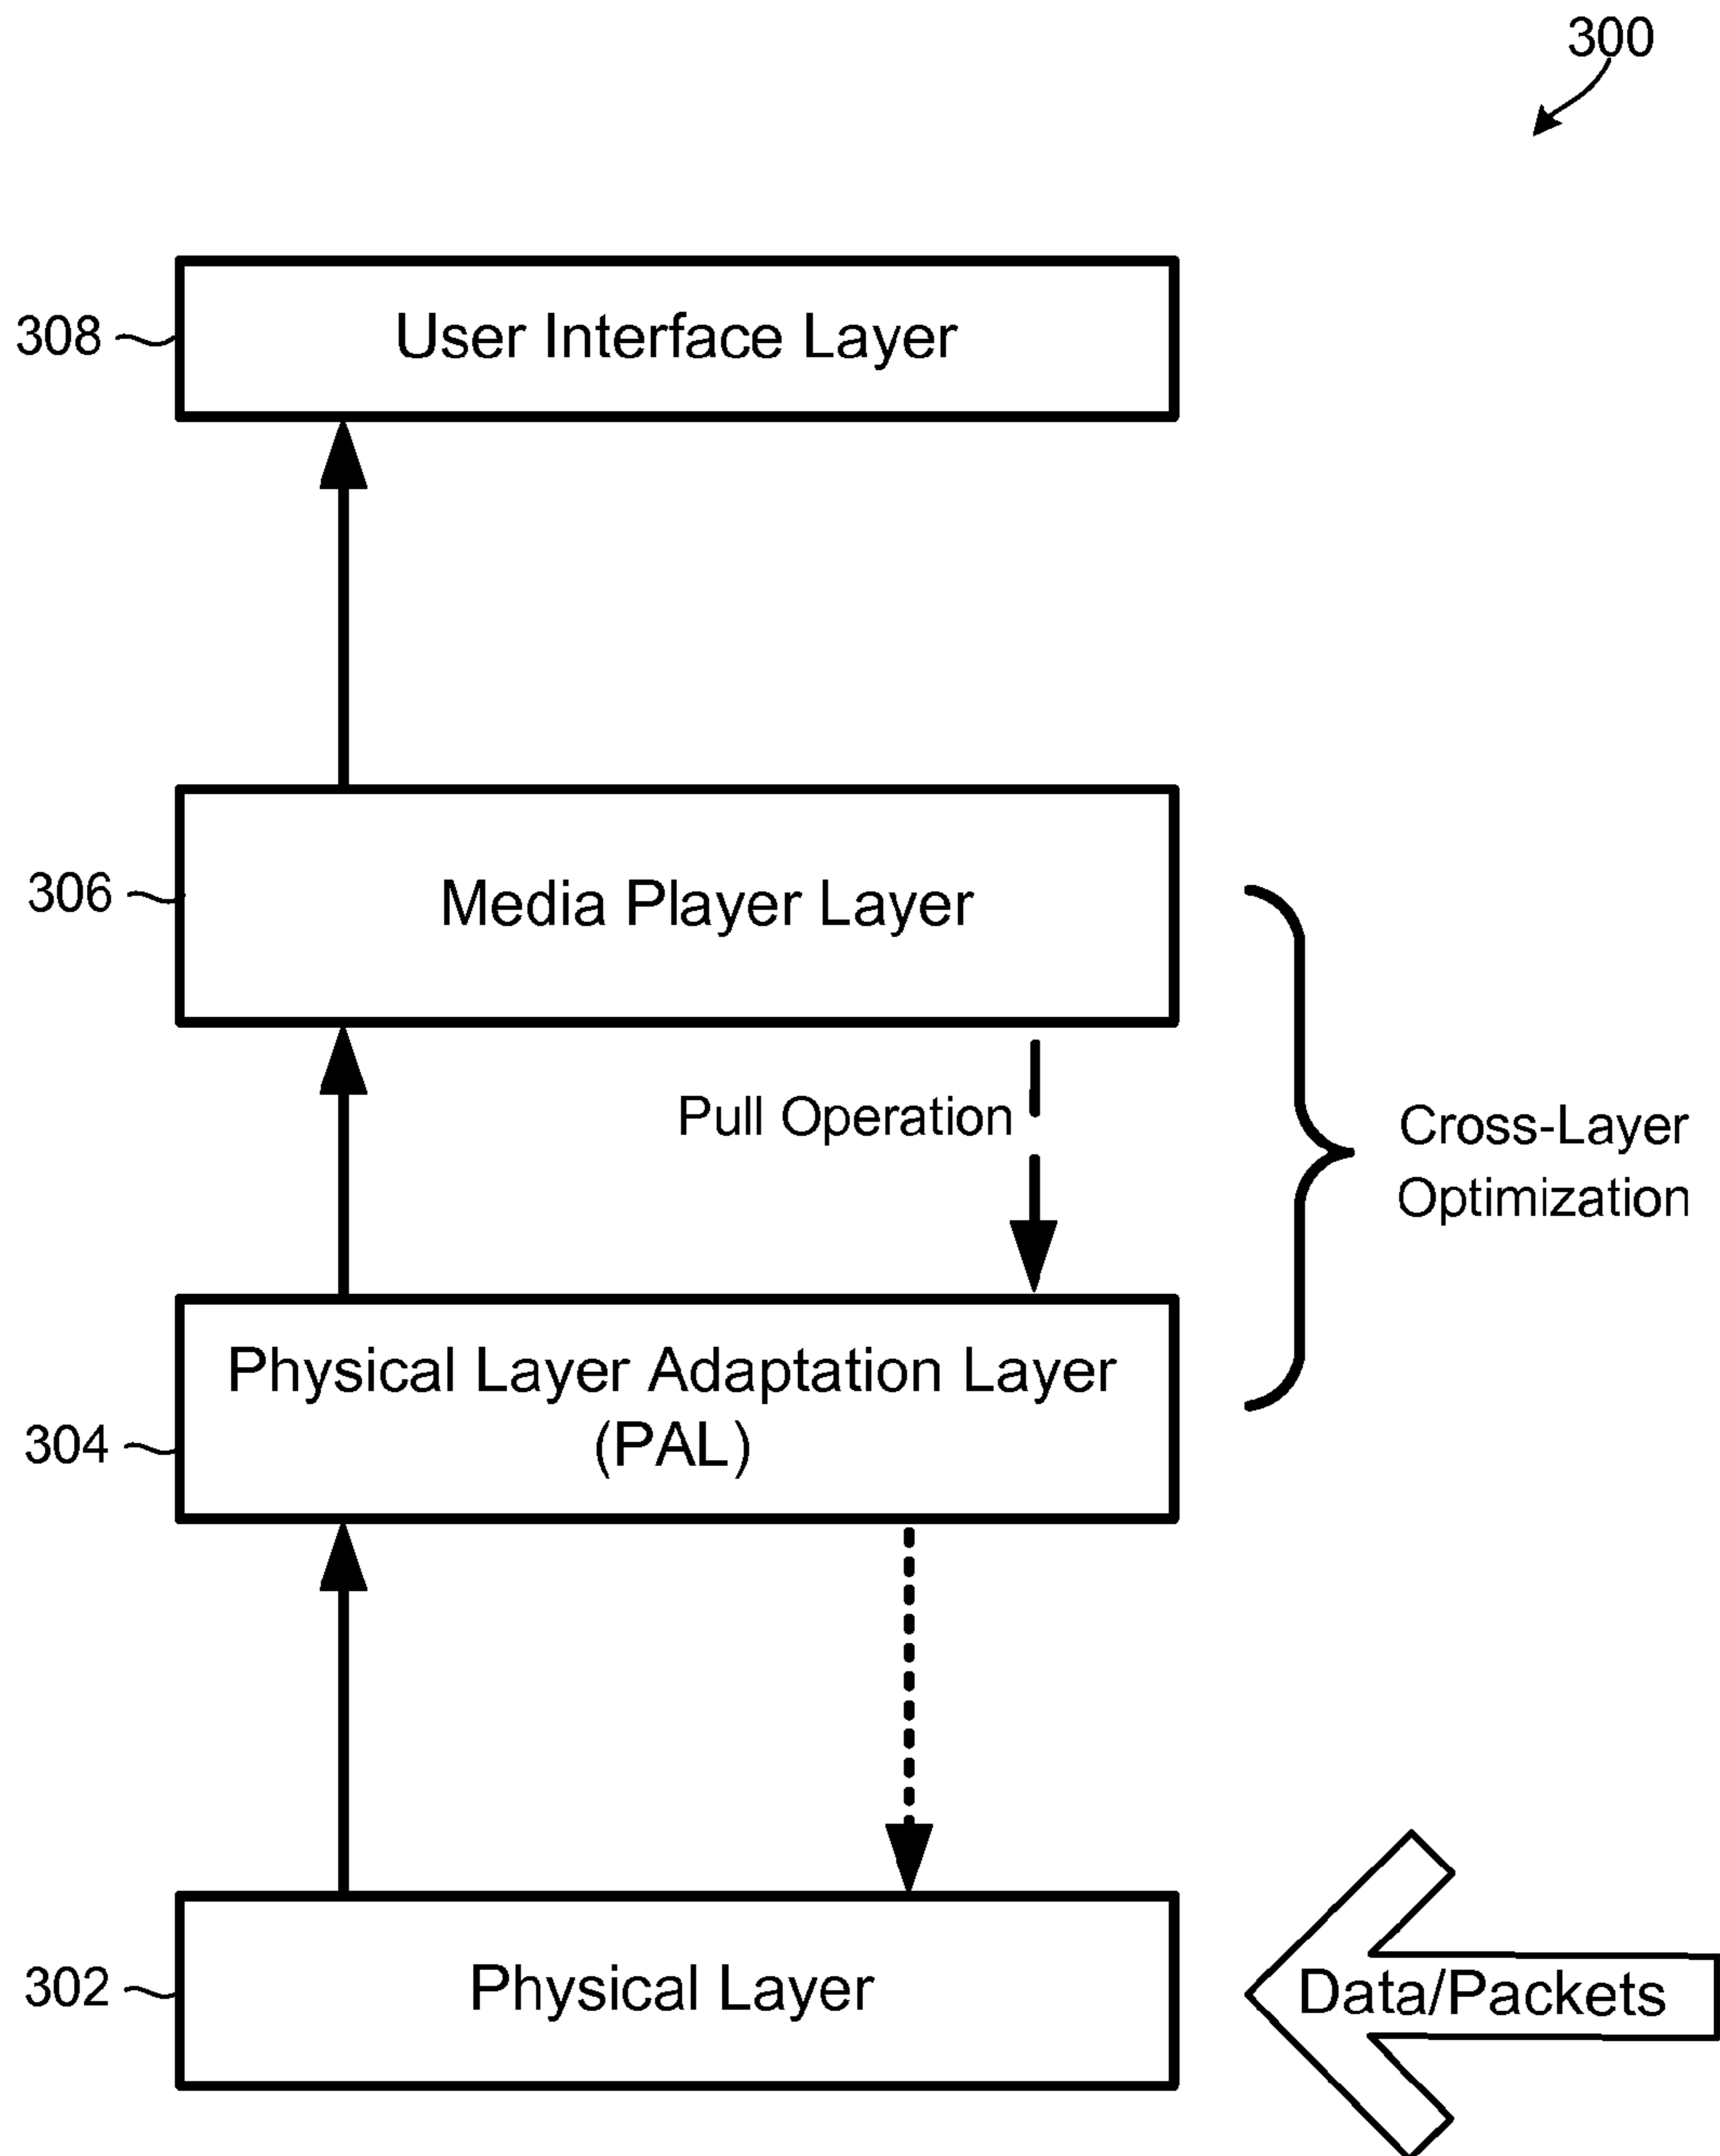 300
308
User Interface Layer
306
Media Player Layer
Pull Operation
Cross-Layer
Optimization
Physical Layer Adaptation Layer
(PAL)
304
302
Physical Layer
Data/Packets